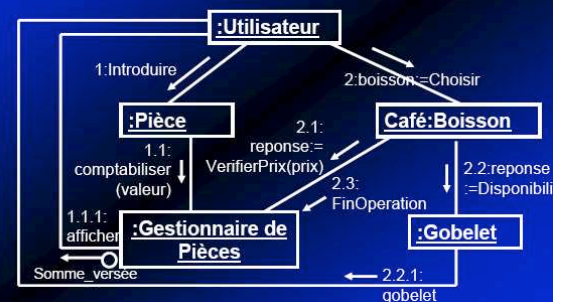 :Utilisateur
1:Introduire
2:boisson:=Choisir
:Pièce
Café:Boisson
2.1:
reponse:=
VerifierPrix(prix)
1.1:
comptabiliser
(valeur)
2.2:reponse
:=Disponibili
2.3:
FinOperation
1.1.1:
afficher
:Gestionnaire de
Pièces
:Gobelet
Somme_versée
2.2.1:
gobelet